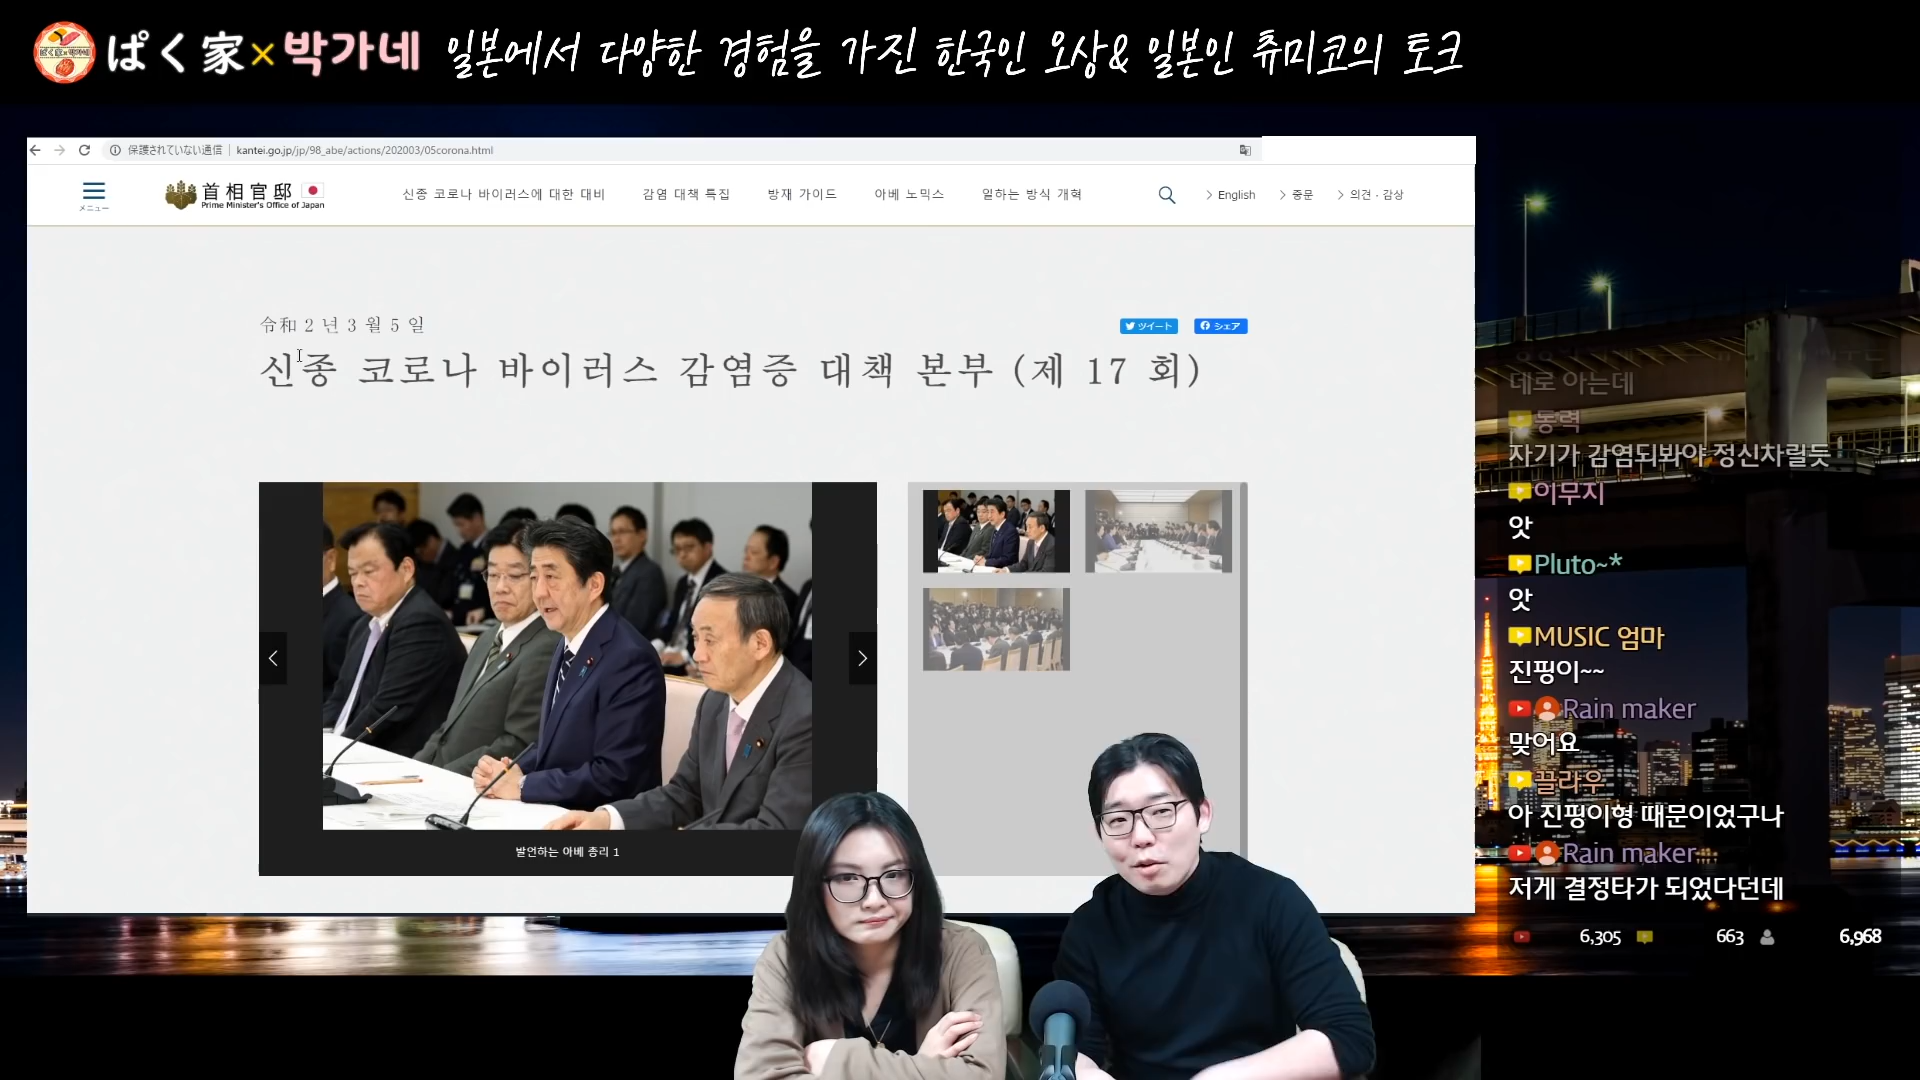 ぱく家×박가네 일본에서 다양한 경험을 가진 한국인 오상& 일본인 츄미코의 토크
保護されていない通信 | kantei.go.jp/jp/98_abe/actions/202003/05corona.html
メニュー
首相官邸
Prime Minister's Office of Japan
신종 코로나 바이러스에 대한 대비 감염 대책 특집 방재 가이드 아베 노믹스 일하는 방식 개혁
English 중문 의견 · 감상
令和 2 년 3 월 5 일
ツイート シェア
신종 코로나 바이러스 감염증 대책 본부 (제 17 회)
발언하는 아베 총리 1
데로 아는데
동력
자기가 감염되봐야 정신차릴듯
이무지
앗
Pluto~*
앗
MUSIC 엄마
진핑이~~
Rain maker
맞어요
끌라우
아 진핑이형 때문이었구나
Rain maker
저게 결정타가 되었다던데
6,305 663 6,968